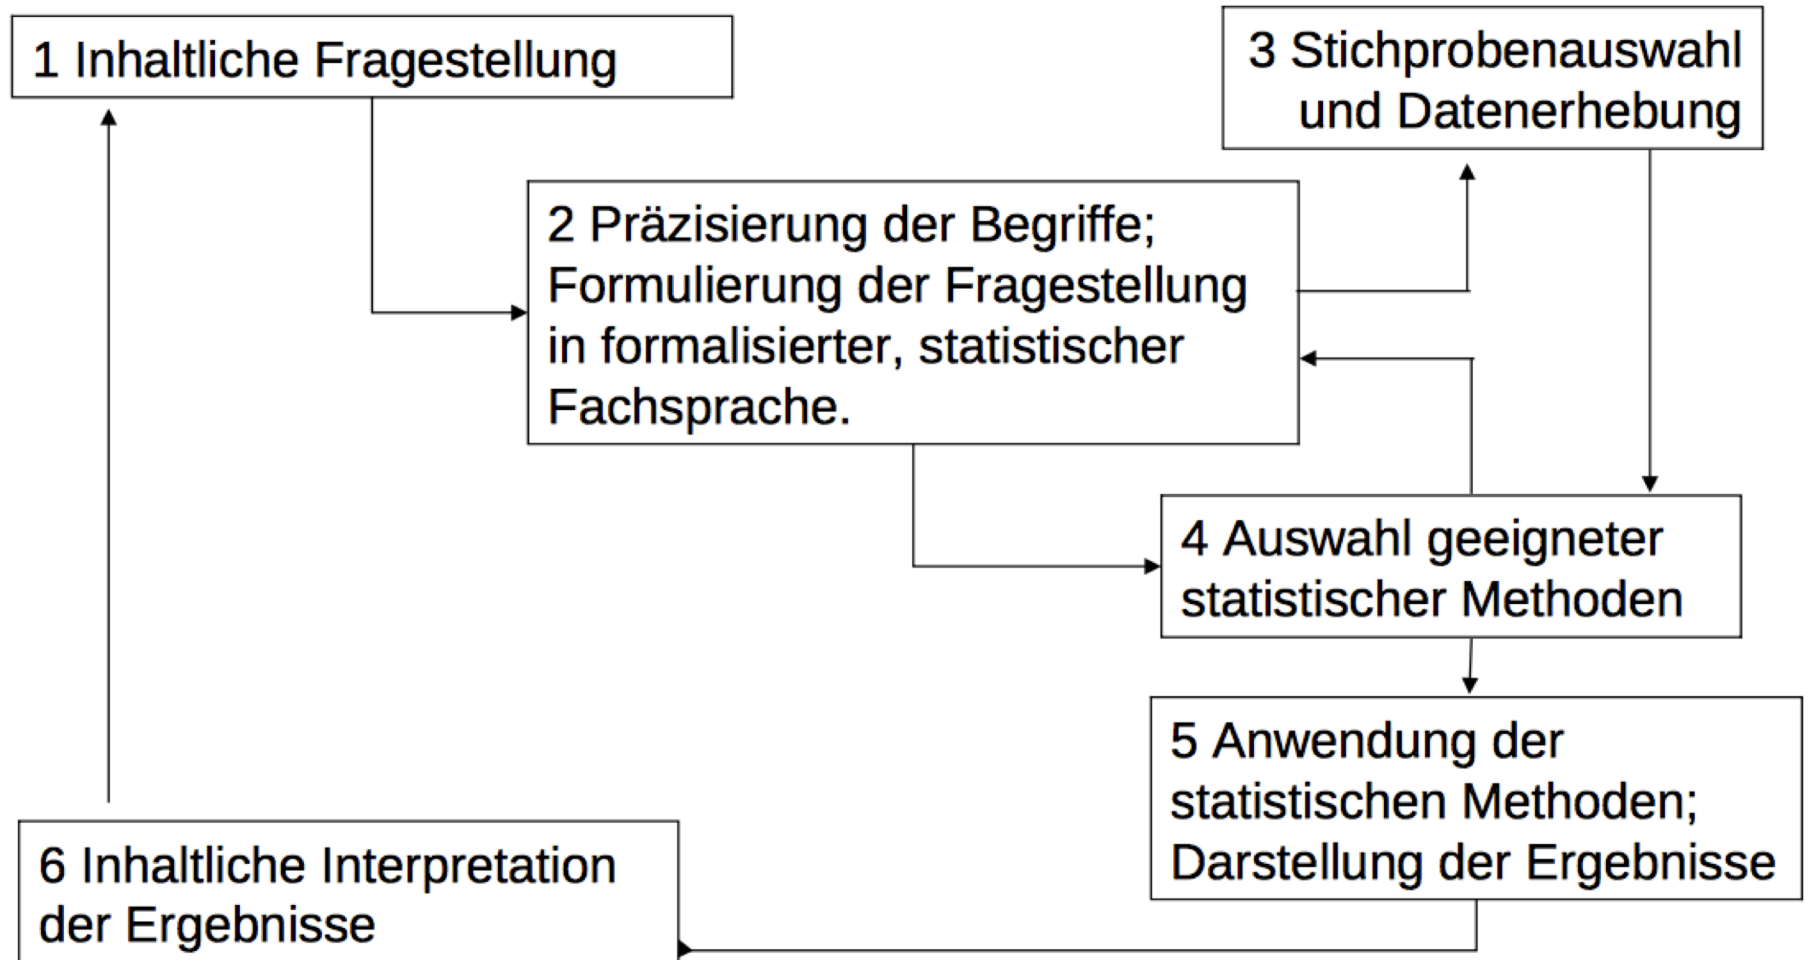 1 Inhaltliche Fragestellung
3 Stichprobenauswahl
und Datenerhebung
2 Präzisierung der Begriffe;
Formulierung der Fragestellung
in formalisierter, statistischer
Fachsprache.
4 Auswahl geeigneter
statistischer Methoden
5 Anwendung der
statistischen Methoden;
Darstellung der Ergebnisse
6 Inhaltliche Interpretation
der Ergebnisse